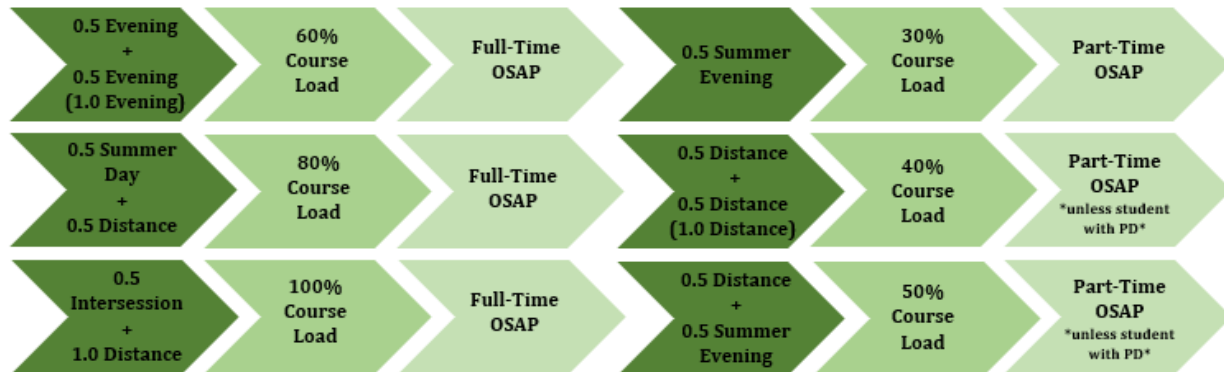 0.5 Evening
+
0.5 Evening
(1.0 Evening)
60%
Course
Load
Full-Time
OSAP
0.5 Summer
Evening
30%
Course
Load
Part-Time
OSAP
0.5 Summer
Day
+
0.5 Distance
80%
Course
Load
Full-Time
OSAP
0.5 Distance
+
0.5 Distance
(1.0 Distance)
40%
Course
Load
Part-Time
OSAP
*unless student
with PD*
0.5
Intersession
+
1.0 Distance
100%
Course
Load
Full-Time
OSAP
0.5 Distance
+
0.5 Summer
Evening
50%
Course
Load
Part-Time
OSAP
*unless student
with PD*